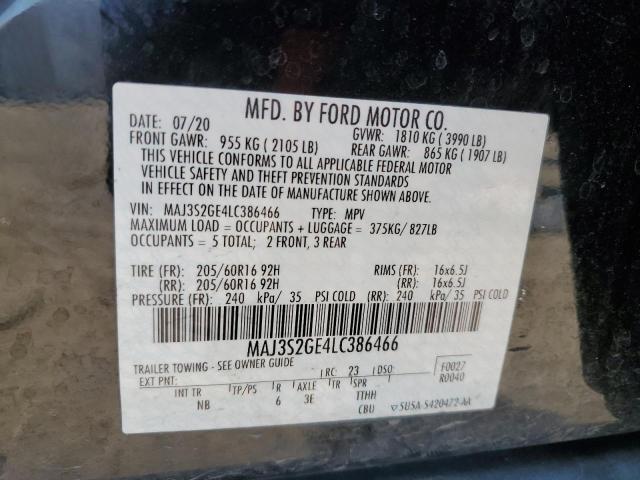 MFD. BY FORD MOTOR CO.
DATE: 07/20 GVWR: 1810 KG ( 3990 LB)
FRONT GAWR: 955 KG ( 2105 LB) REAR GAWR: 865 KG ( 1907 LB)
THIS VEHICLE CONFORMS TO ALL APPLICABLE FEDERAL MOTOR
VEHICLE SAFETY AND THEFT PREVENTION STANDARDS
IN EFFECT ON THE DATE OF MANUFACTURE SHOWN ABOVE.
VIN: MAJ3S2GE4LC386466 TYPE: MPV
MAXIMUM LOAD = OCCUPANTS + LUGGAGE = 375KG/ 827LB
OCCUPANTS = 5 TOTAL; 2 FRONT, 3 REAR
TIRE (FR): 205/60R16 92H RIMS (FR): 16x6.5J
(RR): 205/60R16 92H (RR): 16x6.5J
PRESSURE (FR): 240 kPa/ 35 PSI COLD (RR): 240 kPa/ 35 PSI COLD
MAJ3S2GE4LC386466
TRAILER TOWING - SEE OWNER GUIDE
EXT PNT: RC: 23 DSO: F0027
R0040
INT TR TP/PS R AXLE TR SPR
NB 6 3E TTHH
CBU 5USA-S420472-AA